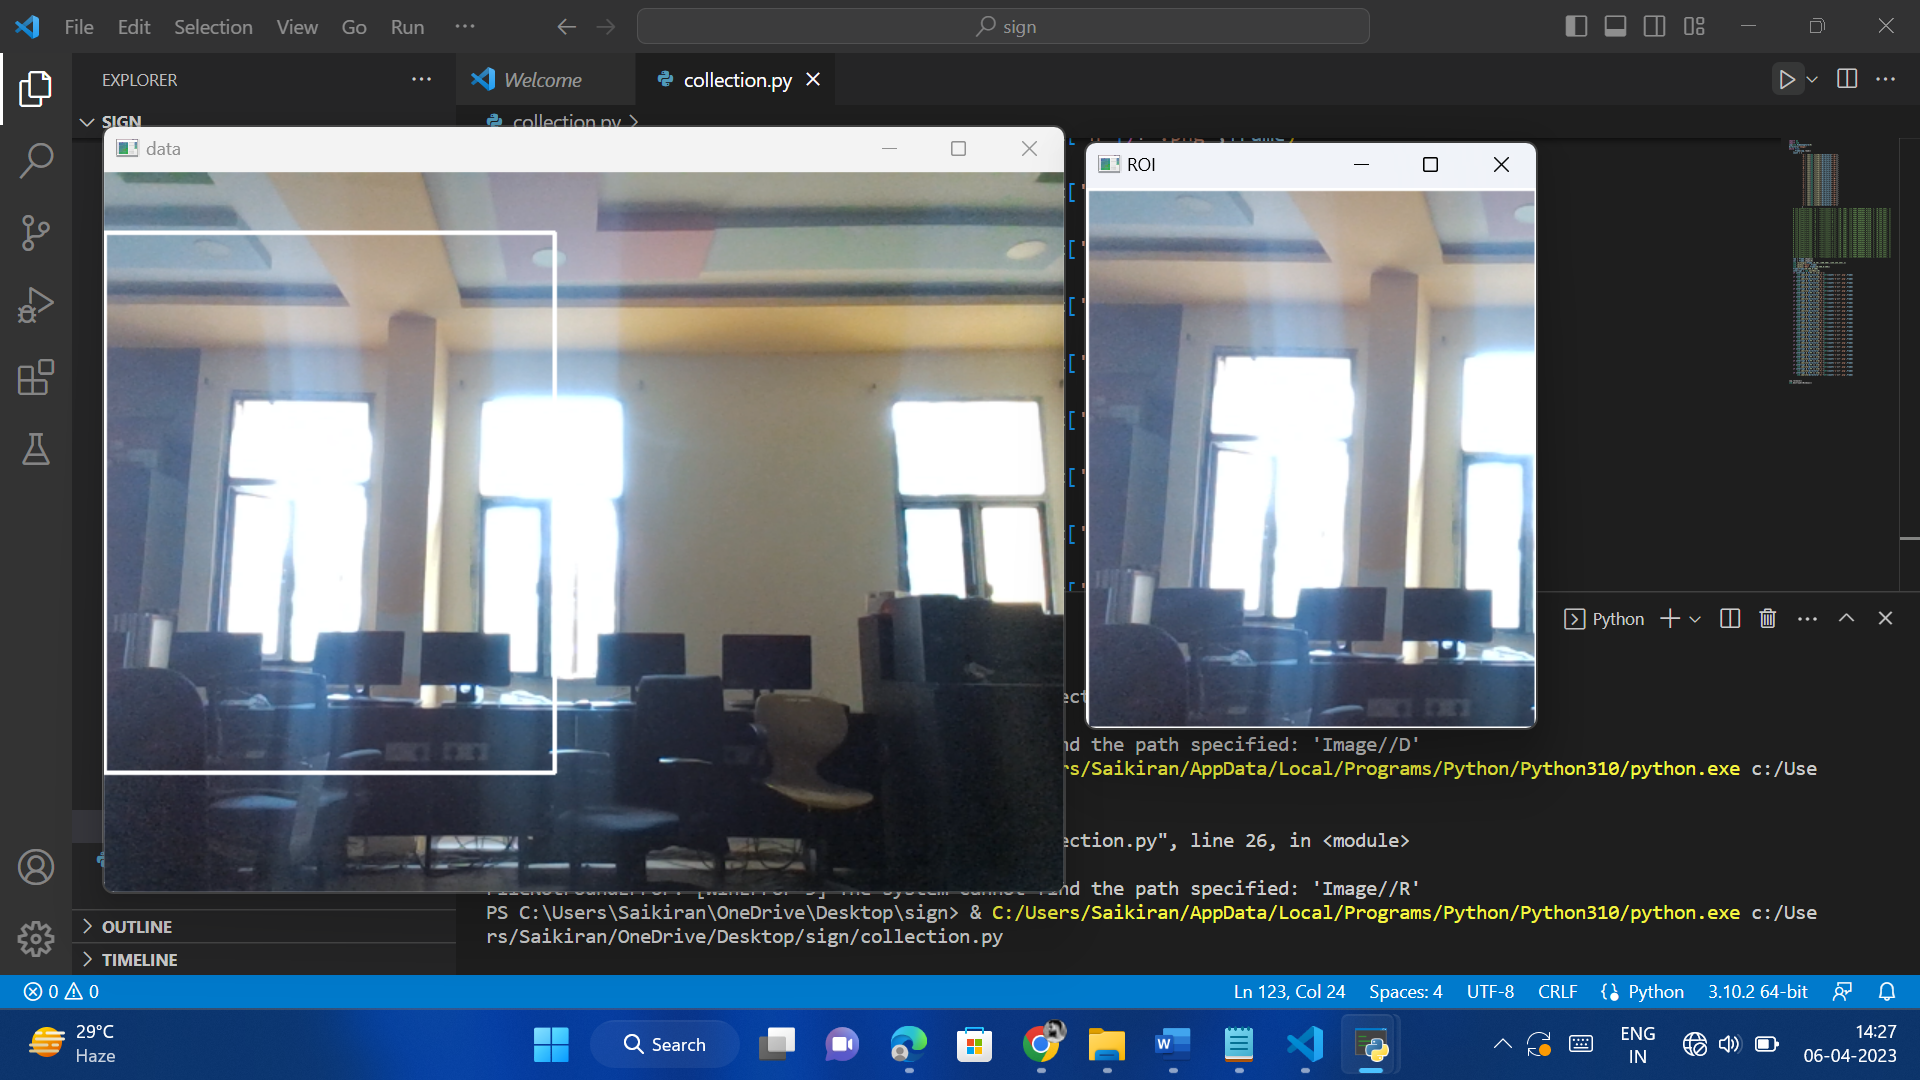 File Edit Selection View Go Run ···
sign
EXPLORER
Welcome
collection.py
SIGN
collection.py
data
ROI
Python
nd the path specified: 'Image//D'
rs/Saikiran/AppData/Local/Programs/Python/Python310/python.exe c:/Use
ection.py", line 26, in <module>
nd the path specified: 'Image//R'
PS C:\Users\Saikiran\OneDrive\Desktop\sign> & C:/Users/Saikiran/AppData/Local/Programs/Python/Python310/python.exe c:/Use
rs/Saikiran/OneDrive/Desktop/sign/collection.py
OUTLINE
TIMELINE
0 0
Ln 123, Col 24 Spaces: 4 UTF-8 CRLF Python 3.10.2 64-bit
29°C
Haze
Search
ENG
IN
14:27
06-04-2023